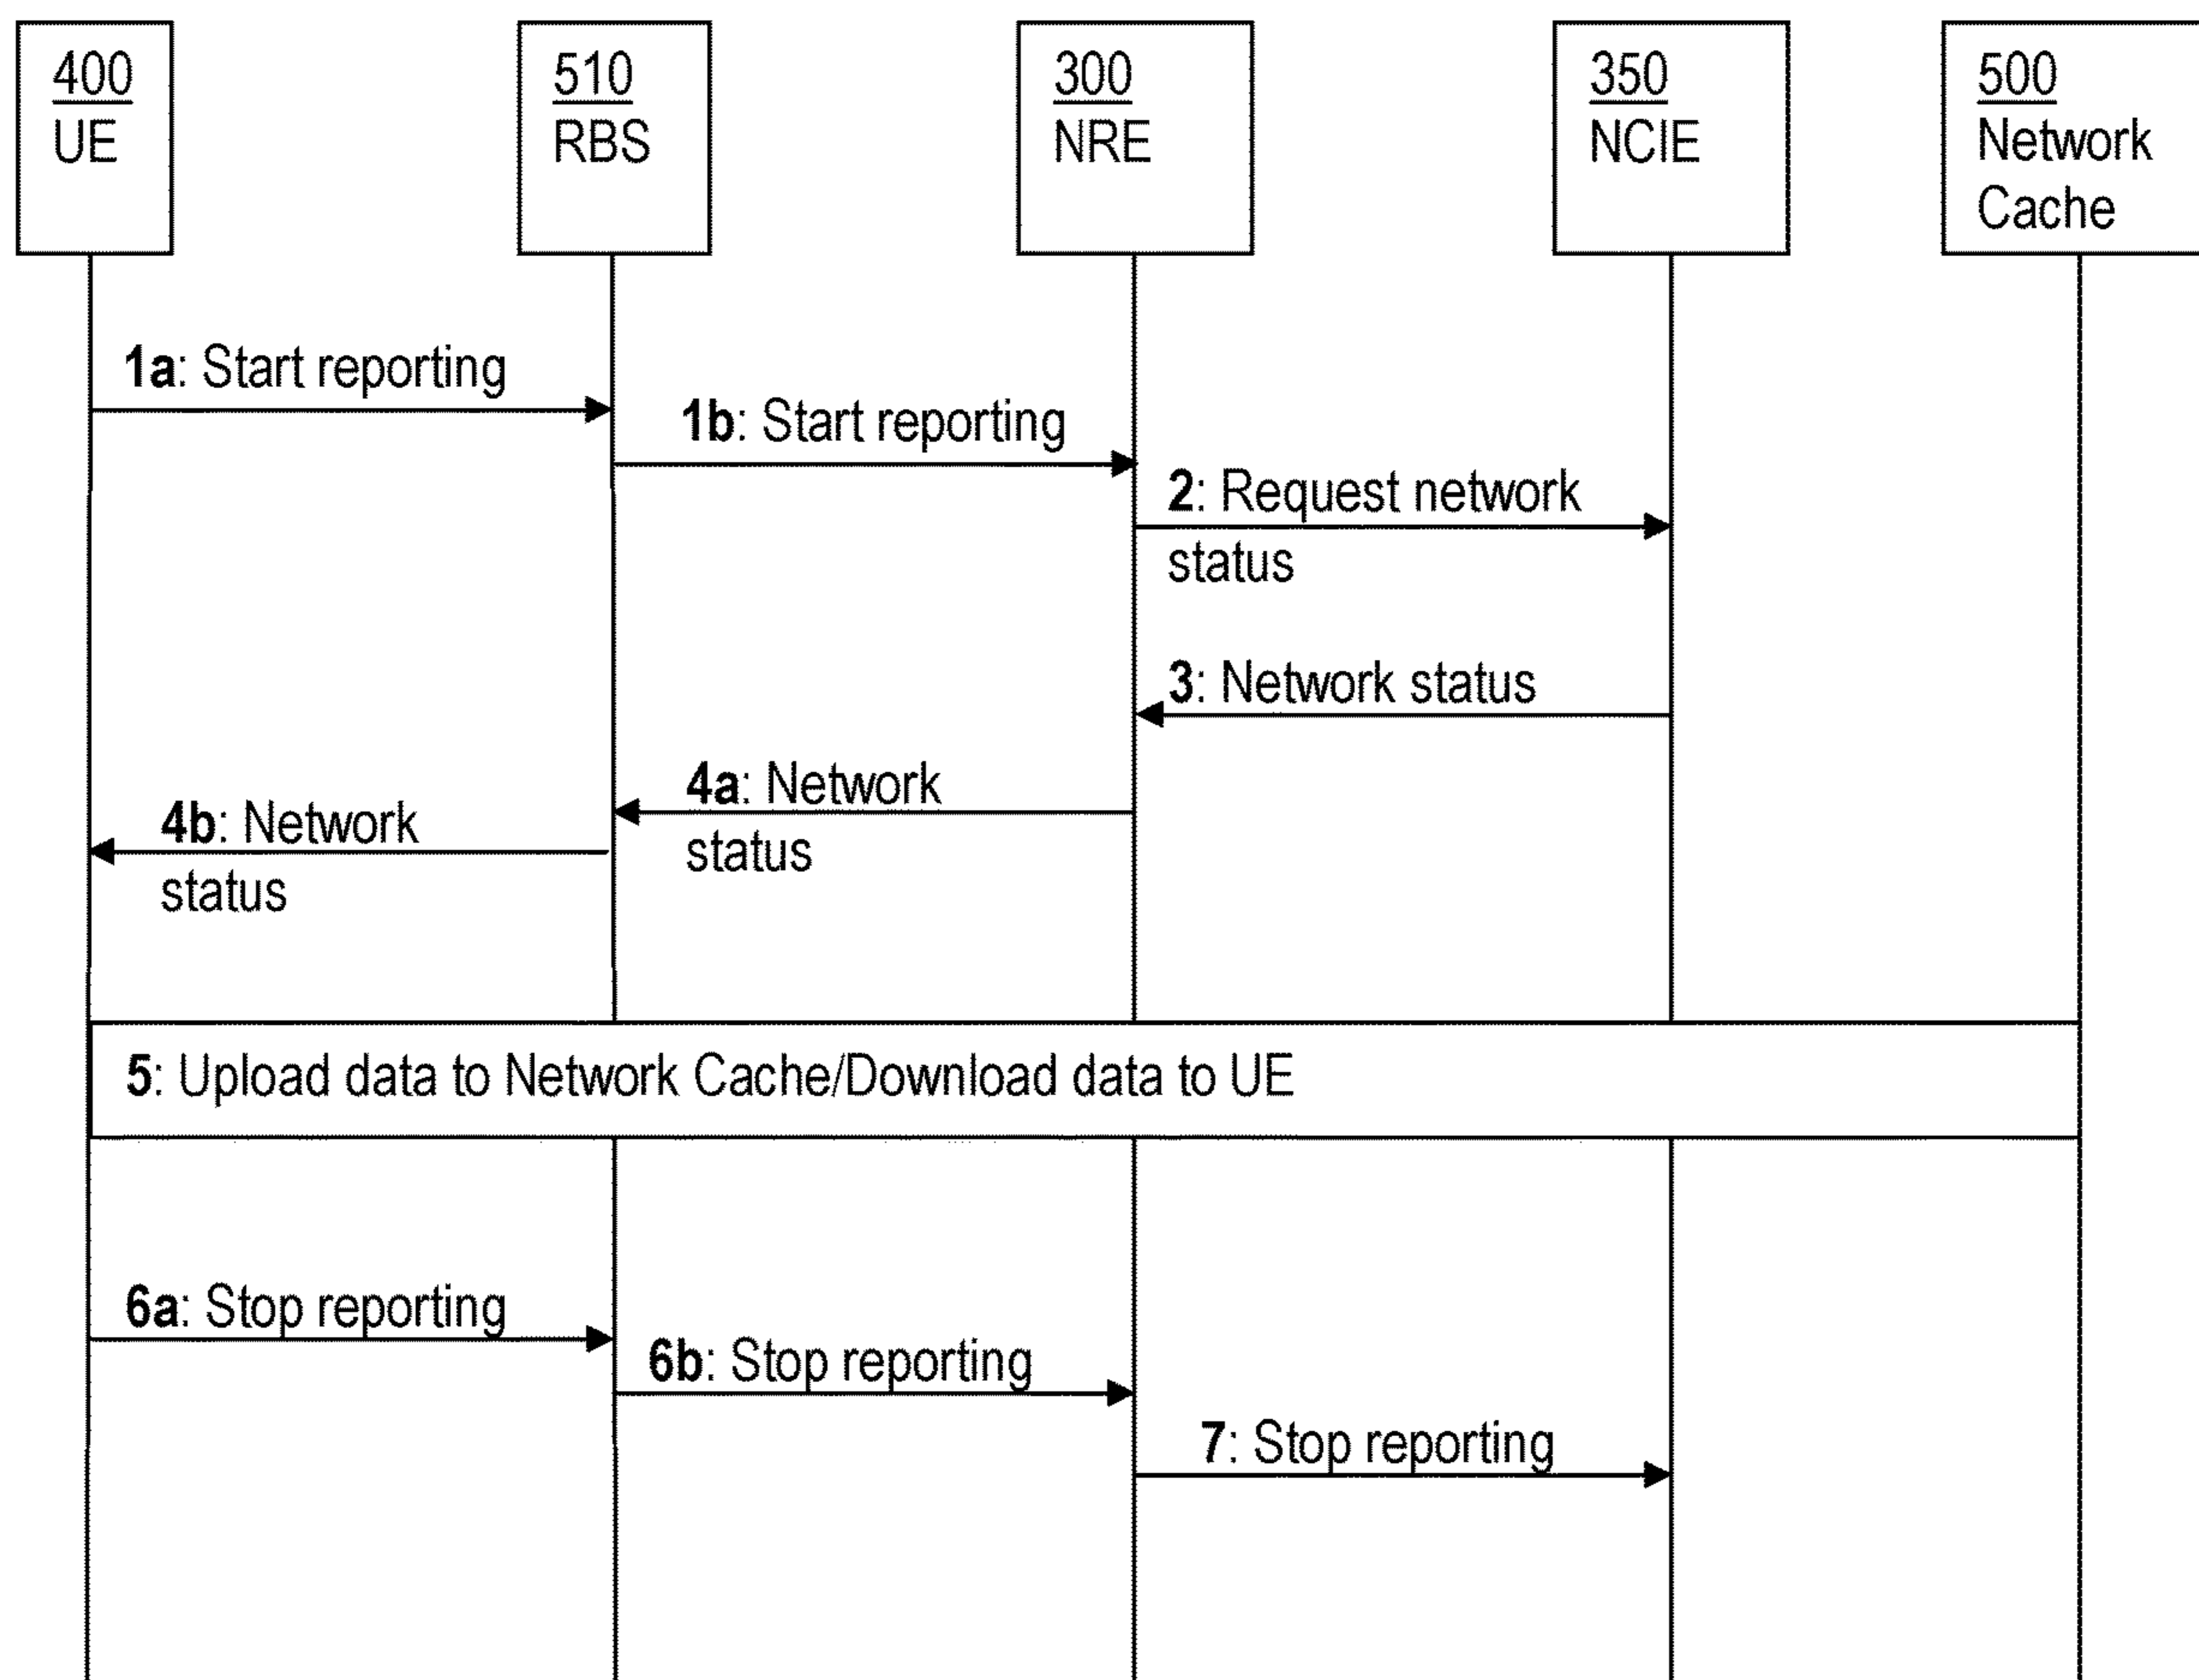 400
UE
510
RBS
300
NRE
350
NCIE
500
Network
Cache
1a: Start reporting
1b: Start reporting
2: Request network
status
3: Network status
4a: Network
status
4b: Network
status
5: Upload data to Network Cache/Download data to UE
6a: Stop reporting
6b: Stop reporting
7: Stop reporting